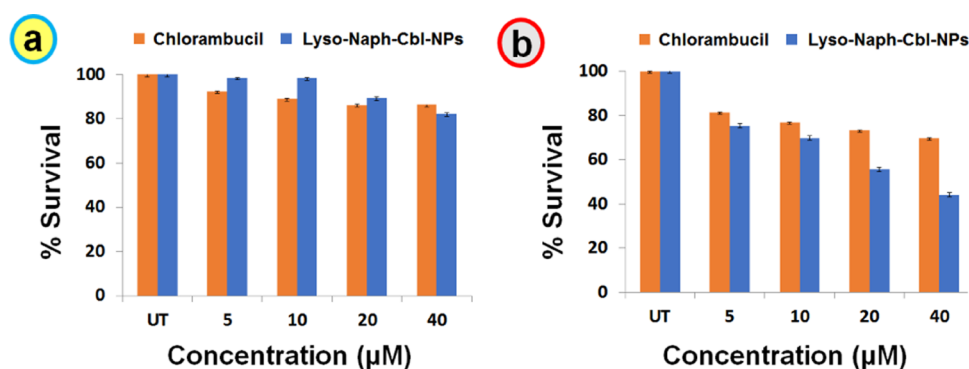 a
Chlorambucil Lyso-Naph-Cbl-NPs
% Survival
100
80
60
40
20
0
UT 5 10 20 40
Concentration (µM)
b
Chlorambucil Lyso-Naph-Cbl-NPs
% Survival
100
80
60
40
20
0
UT 5 10 20 40
Concentration (µM)